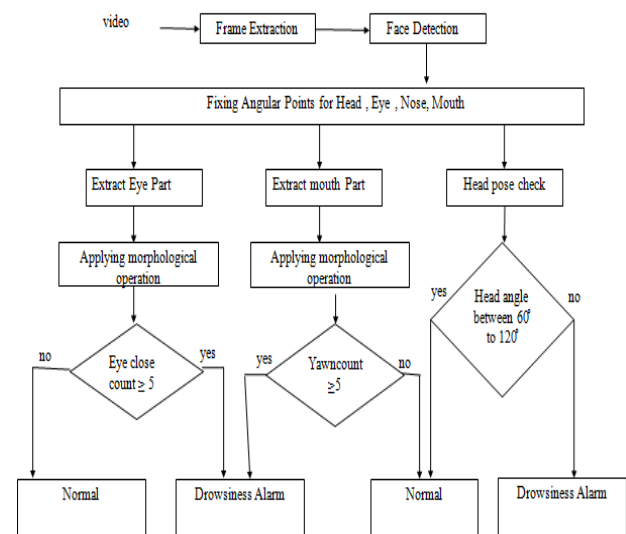 video
Frame Extraction
Face Detection
Fixing Angular Points for Head , Eye , Nose, Mouth
Extract Eye Part
Extract mouth Part
Head pose check
Applying morphological
operation
Applying morphological
operation
yes
Head angle
between 60°
to 120°
no
no
Eye close
count ≥ 5
yes
yes
Yawncount
≥5
no
Normal
Drowsiness Alarm
Normal
Drowsiness Alarm